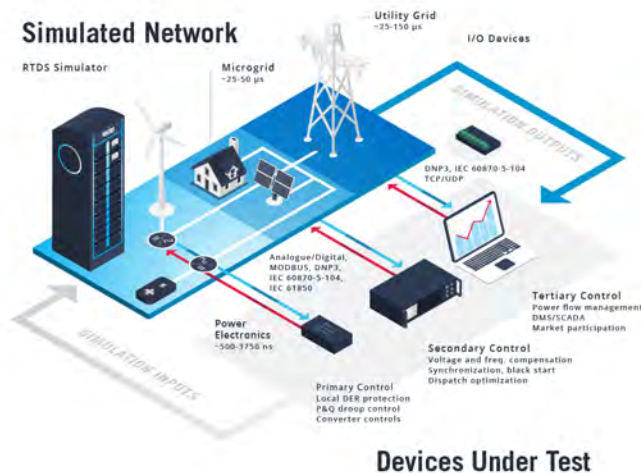 Simulated Network
RTDS Simulator
Microgrid
~25-50 µs
Utility Grid
~25-150 µs
I/O Devices
SIMULATION OUTPUTS
DNP3, IEC 60870-5-104
TCP/UDP
Analogue/Digital,
MODBUS, DNP3,
IEC 60870-5-104,
IEC 61850
Power
Electronics
~500-3750 ns
SIMULATION INPUTS
Tertiary Control
Power flow management
DMS/SCADA
Market participation
Secondary Control
Voltage and freq. compensation
Synchronization, black start
Dispatch optimization
Primary Control
Local DER protection
P&Q droop control
Converter controls
Devices Under Test